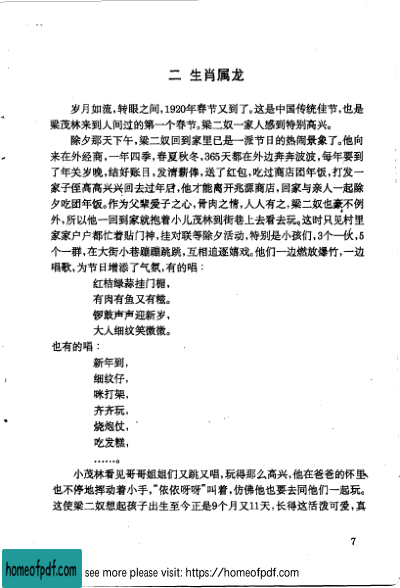 二 生肖属龙
岁月如流，转眼之间，1920年春节又到了。这是中国传统佳节，也是
梁茂林来到人间过的第一个春节。梁二奴一家人感到特别高兴。
除夕那天下午，梁二奴回到家里已是一派节日的热闹景象了。他向
来在外经商，一年四季，春夏秋冬，365天都在外边奔奔波波，每年要到
了年关岁晚，结好账目，发清薪俸，送了红包，吃过商店团年饭，打发一
家子侄高高兴兴回去过年后，他才能离开兆源商店，回家与亲人一起除
夕吃团年饭。作为父辈爱子之心，骨肉之情，人人有之，梁二奴也豪不例
外，所以他一回到家就抱着小儿茂林到街巷上去看去玩。这时只见村里
家家户户都忙着贴门神，挂对联等除夕活动，特别是小孩们，3个一伙，5
个一群，在大街小巷蹦蹦跳跳，互相追逐嬉戏。他们一边燃放爆竹，一边
唱歌，为节日增添了气氛，有的唱：
红桔绿蒜挂门楣，
有肉有鱼又有糍。
锣鼓声声迎新岁，
大人细纹笑微微。
也有的唱：
新年到，
细纹仔，
咪打架，
齐齐玩，
烧炮仗，
吃发糕，
……。
小茂林看见哥哥姐姐们又跳又唱，玩得那么高兴，他在爸爸的怀里
也不停地挥动着小手，“依依呀呀”叫着，仿佛他也要去同他们一起玩。
这使梁二奴想起孩子出生至今正是9个月又11天，长得这活泼可爱，真
7
homeofpdf.com
see more please visit: https://homeofpdf.com